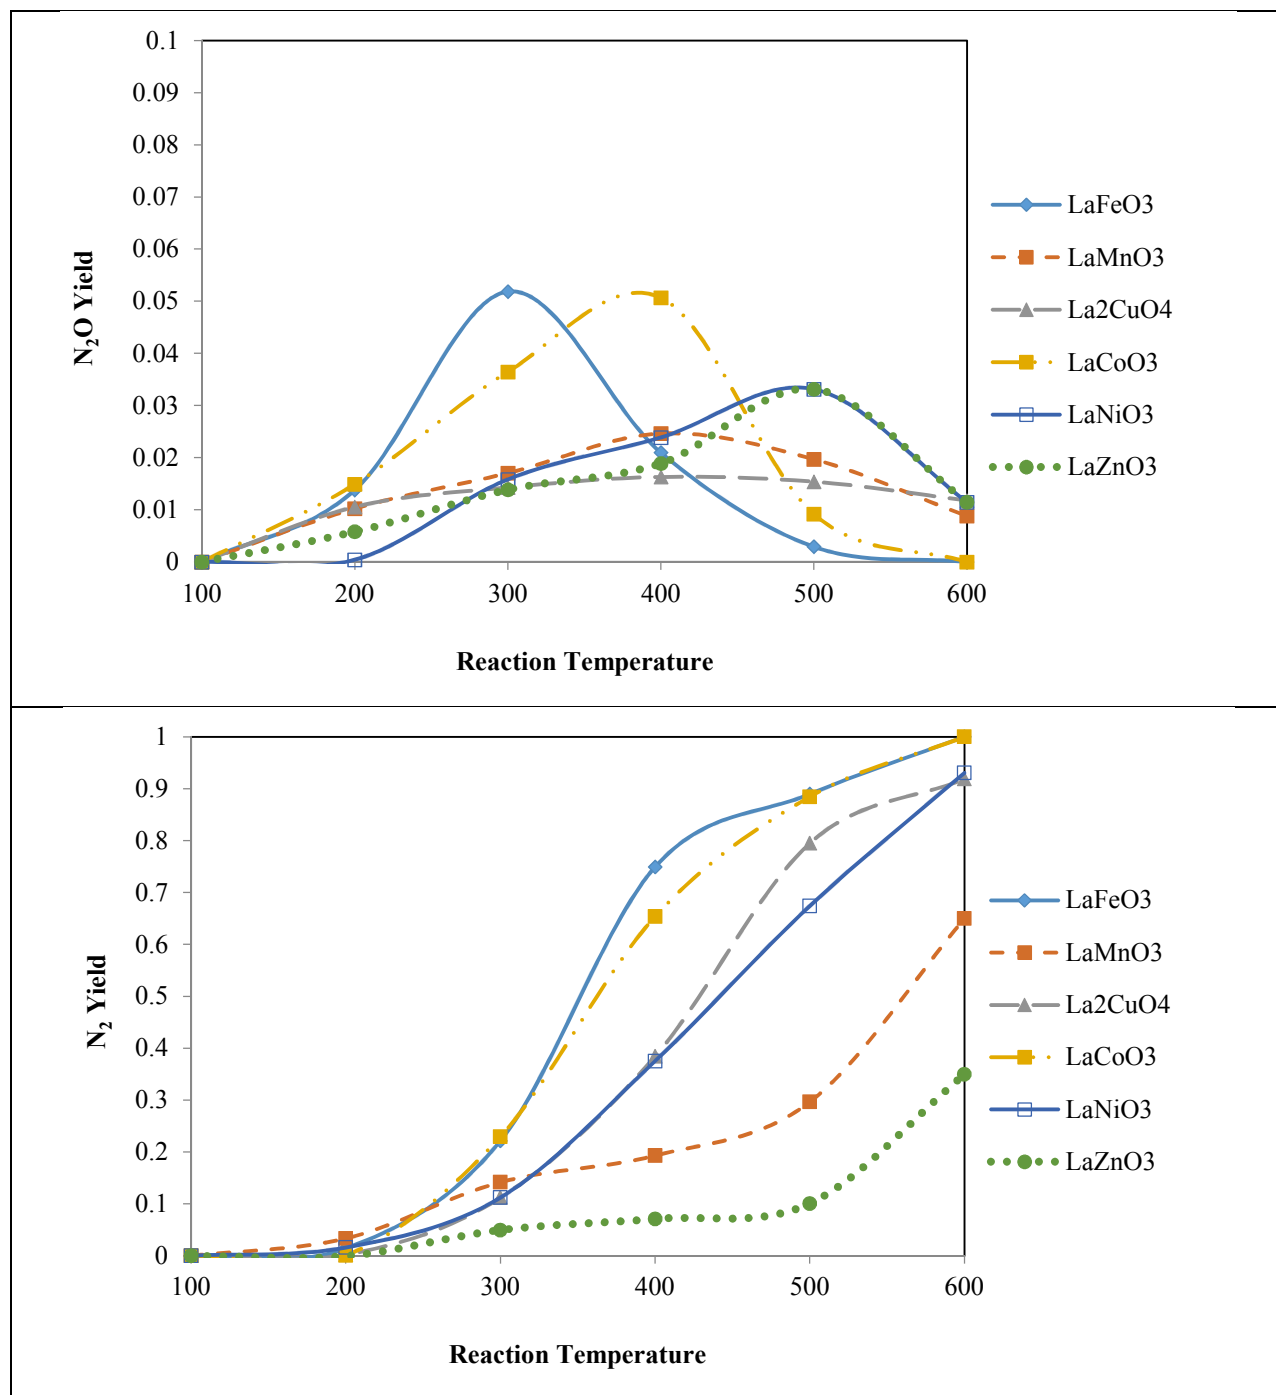 0.1
0.09
0.08
0.07
0.06
0.05
0.04
0.03
0.02
0.01
0
N₂O Yield
100 200 300 400 500 600
Reaction Temperature
LaFeO3
LaMnO3
La2CuO4
LaCoO3
LaNiO3
LaZnO3
1
0.9
0.8
0.7
0.6
0.5
0.4
0.3
0.2
0.1
0
N₂ Yield
100 200 300 400 500 600
Reaction Temperature
LaFeO3
LaMnO3
La2CuO4
LaCoO3
LaNiO3
LaZnO3